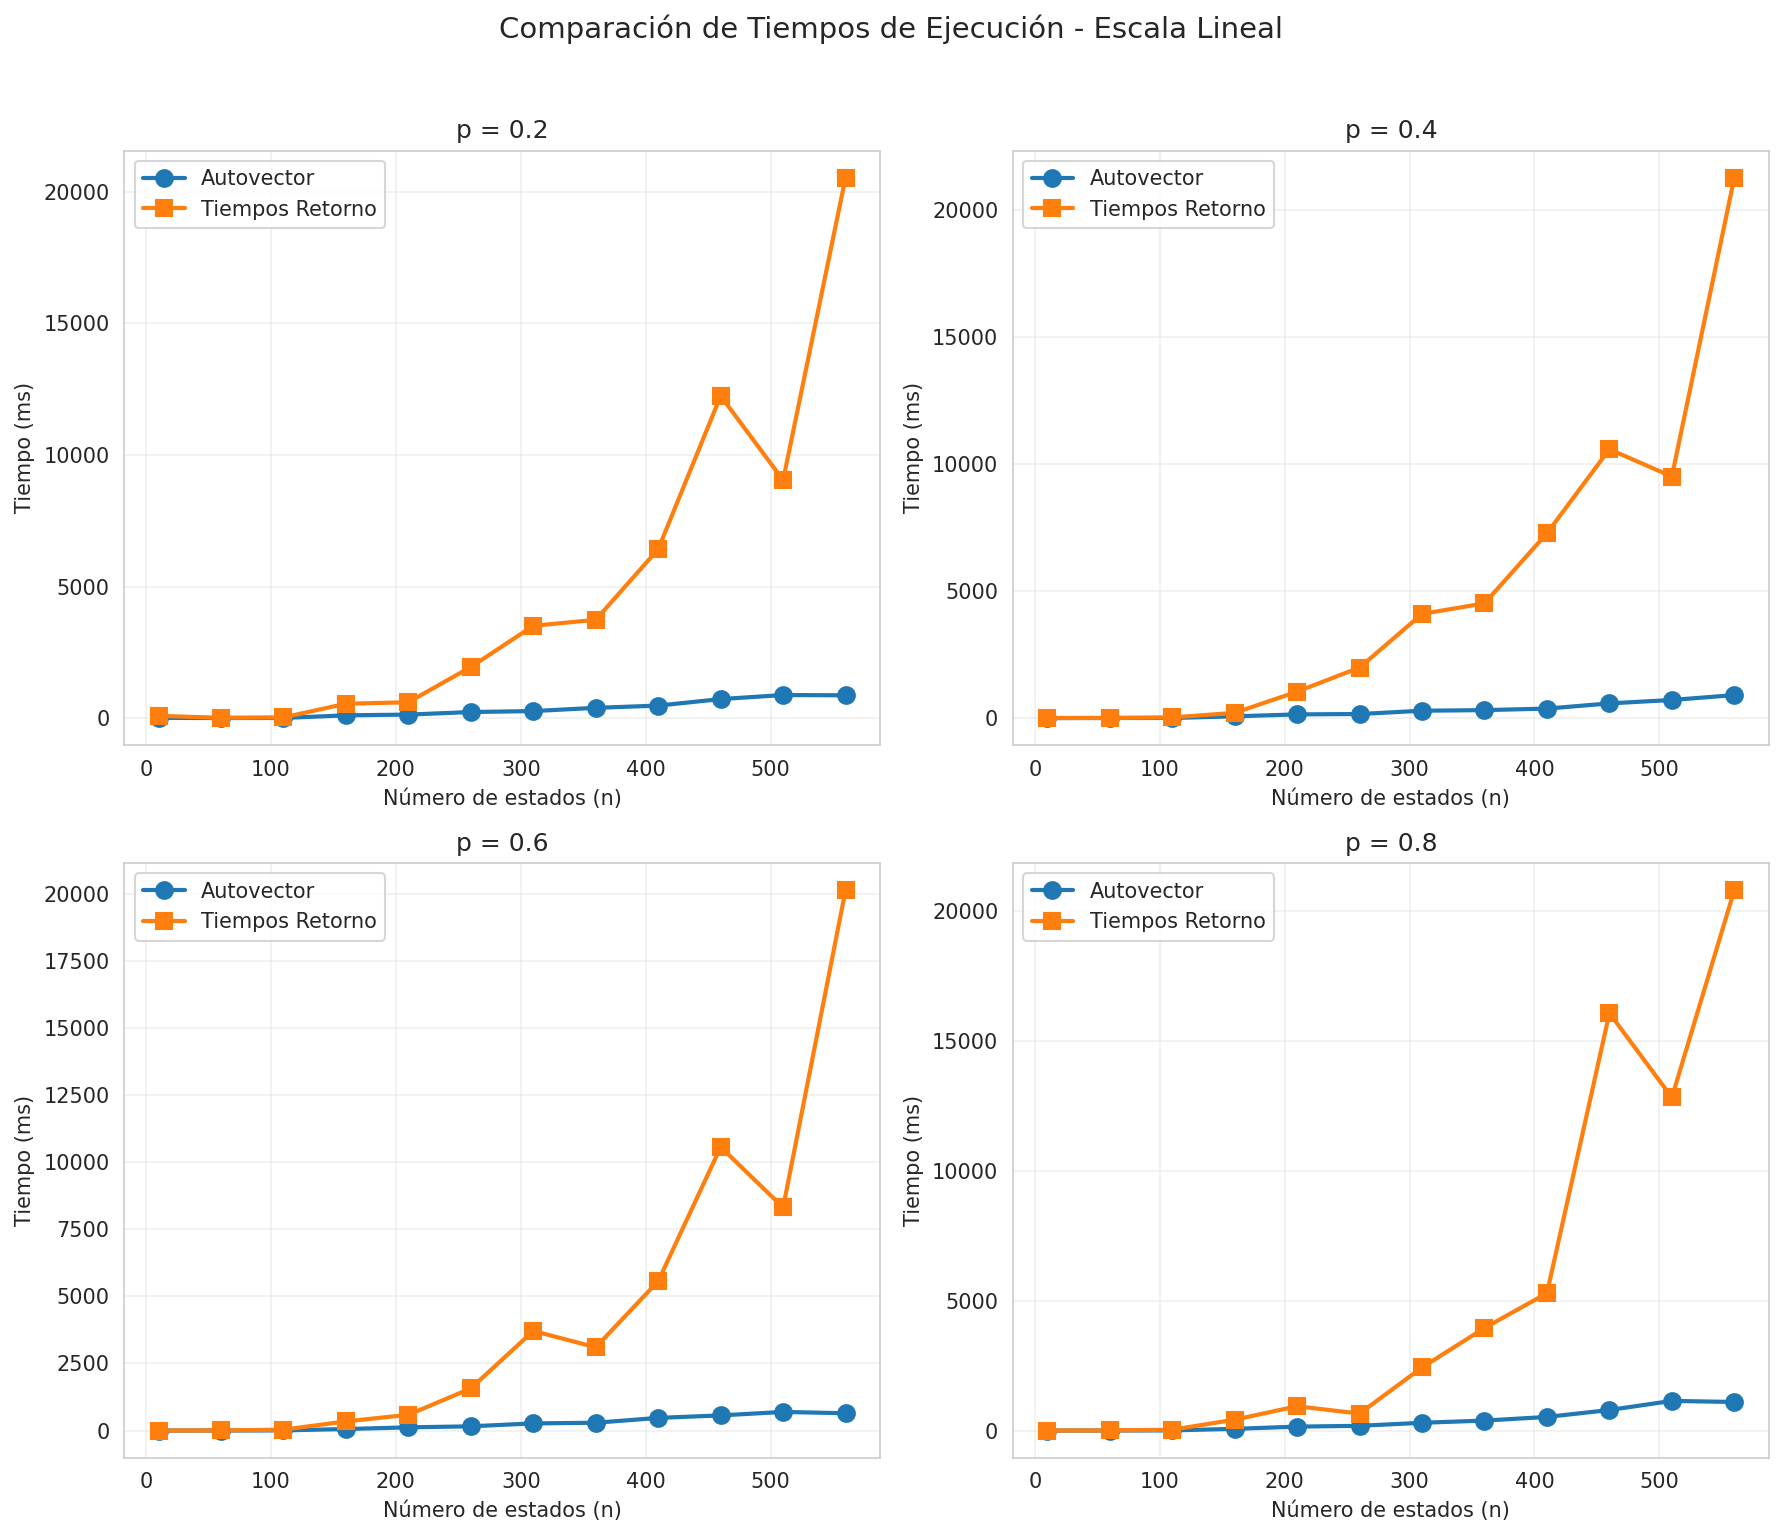 Comparación de Tiempos de Ejecución - Escala Lineal
p = 0.2
Autovector
Tiempos Retorno
20000
15000
10000
5000
0
Tiempo (ms)
0 100 200 300 400 500
Número de estados (n)
p = 0.4
Autovector
Tiempos Retorno
20000
15000
10000
5000
0
Tiempo (ms)
0 100 200 300 400 500
Número de estados (n)
p = 0.6
Autovector
Tiempos Retorno
20000
17500
15000
12500
10000
7500
5000
2500
0
Tiempo (ms)
0 100 200 300 400 500
Número de estados (n)
p = 0.8
Autovector
Tiempos Retorno
20000
15000
10000
5000
0
Tiempo (ms)
0 100 200 300 400 500
Número de estados (n)